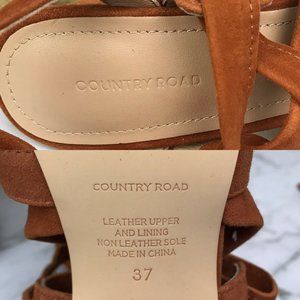 COUNTRY ROAD
COUNTRY ROAD
LEATHER UPPER
AND LINING
NON LEATHER SOLE
MADE IN CHINA
37